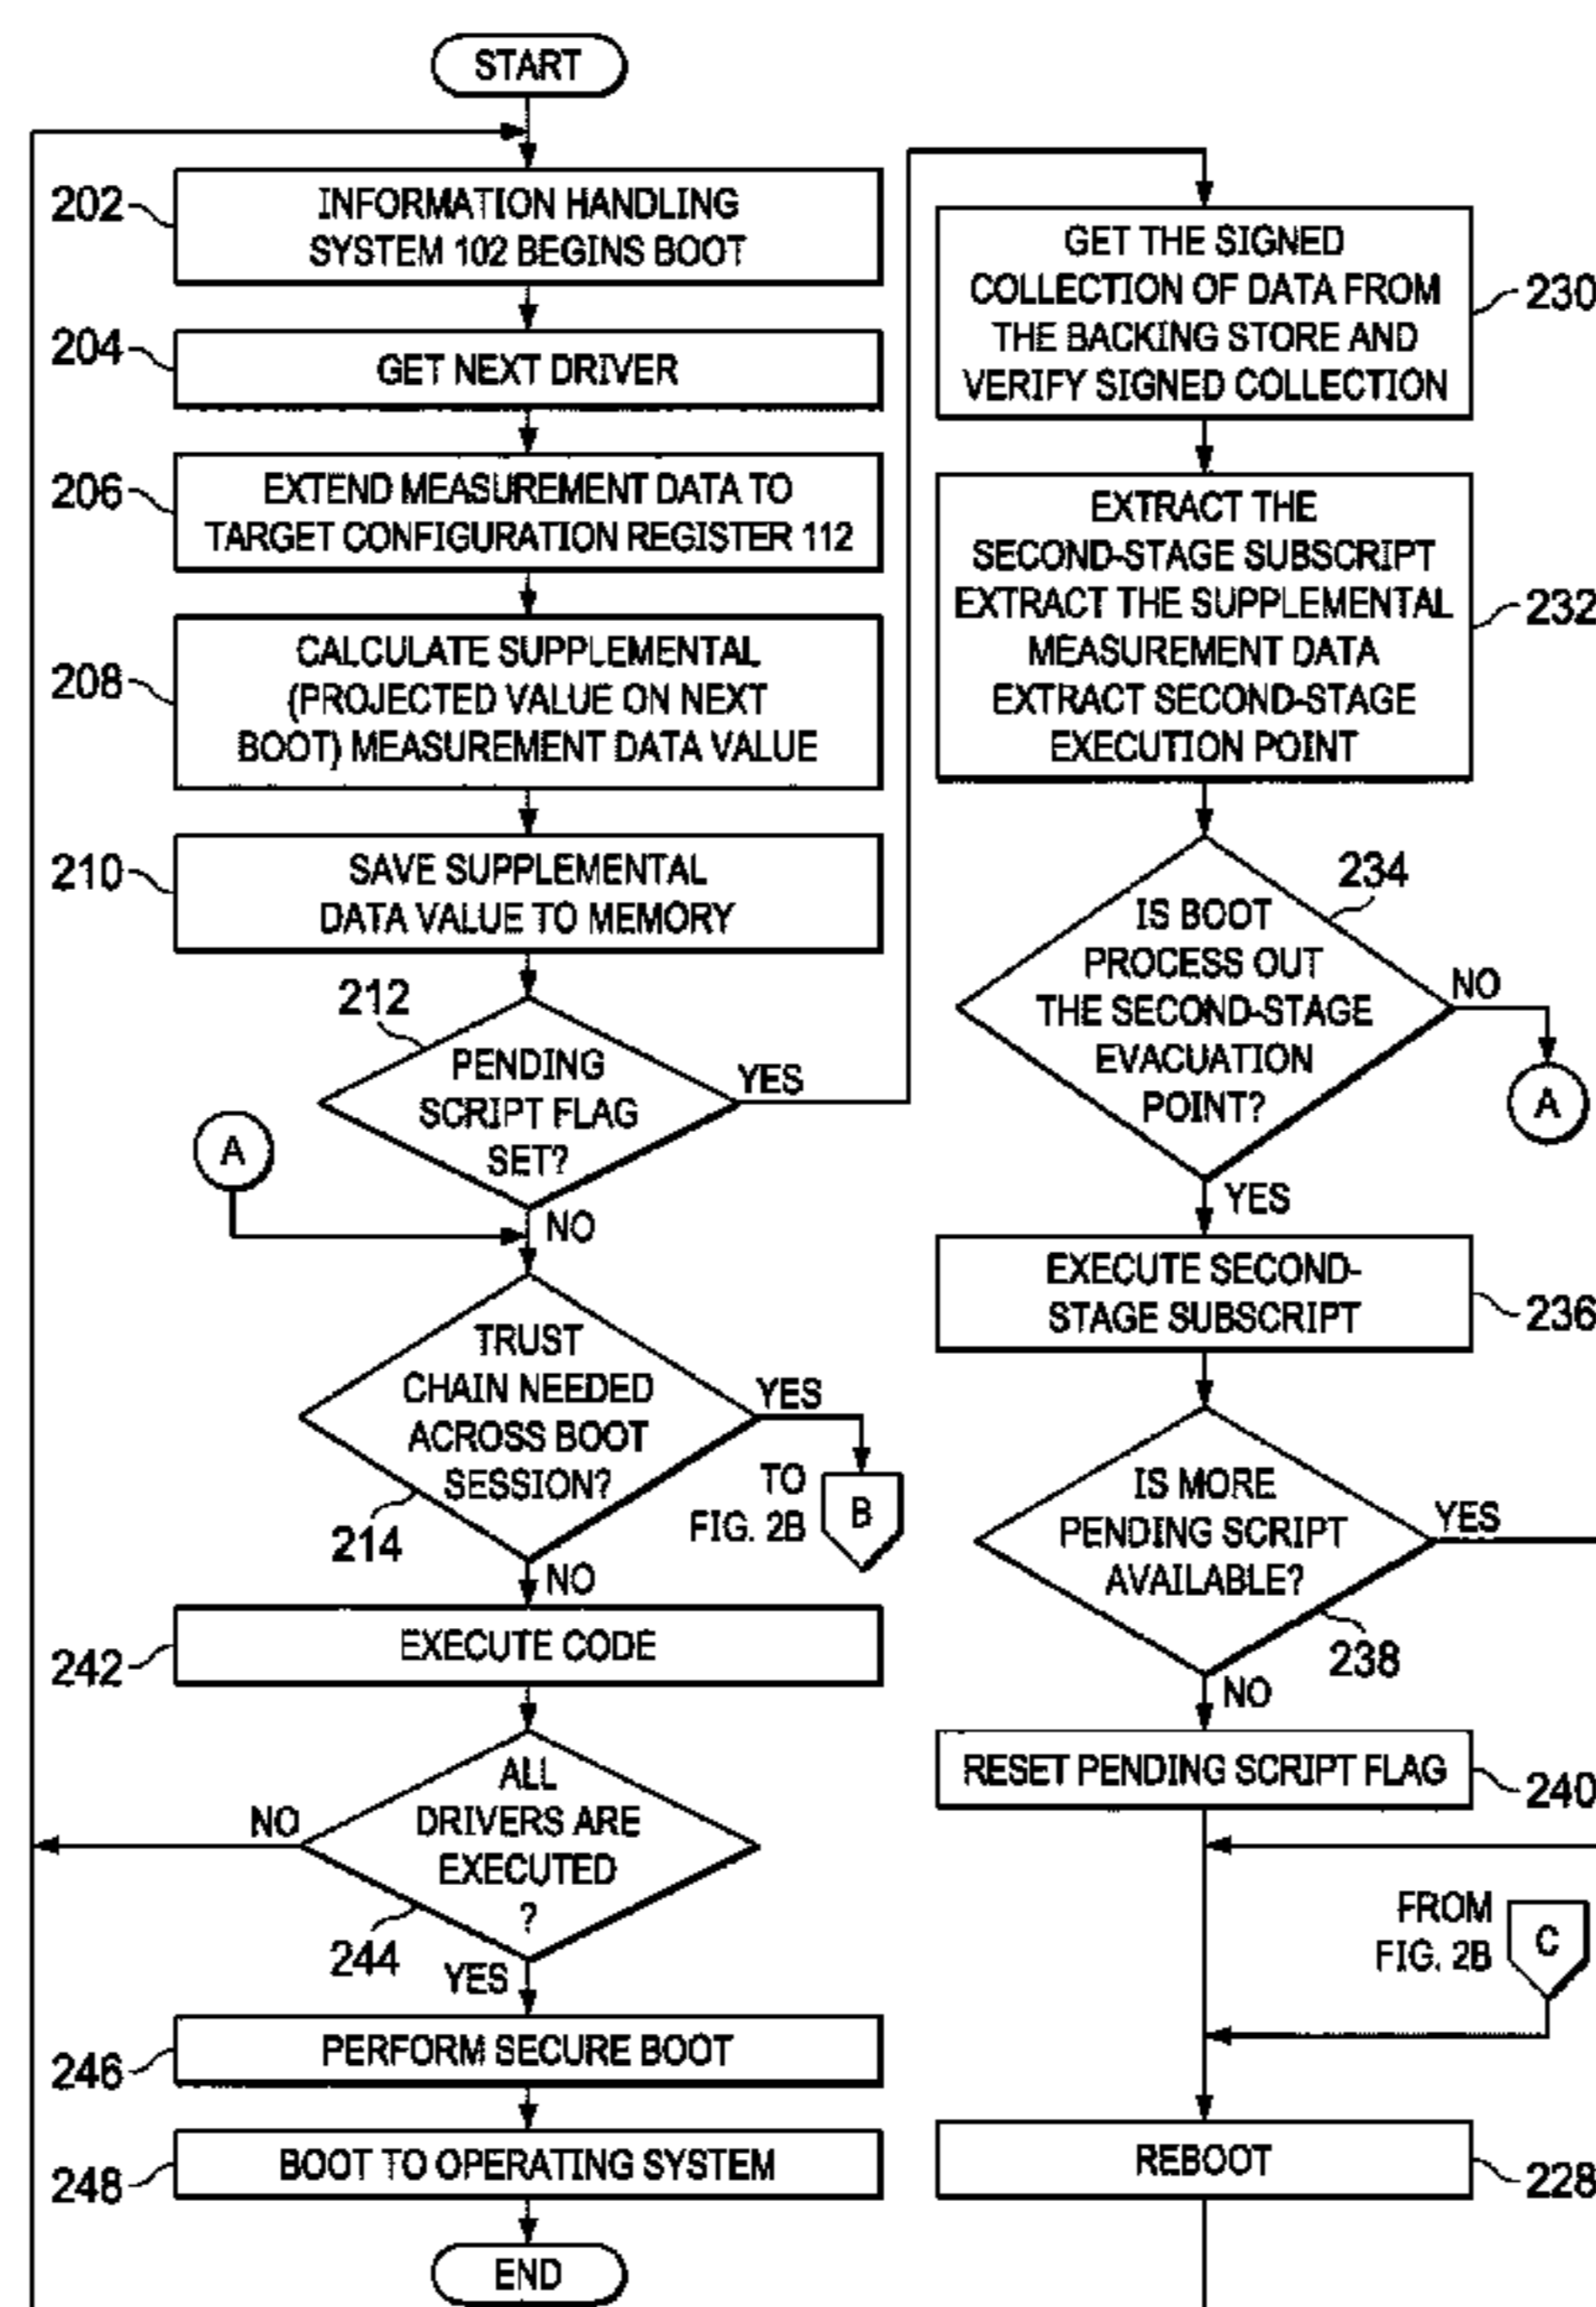 START
202
INFORMATION HANDLING
SYSTEM 102 BEGINS BOOT
204
GET NEXT DRIVER
206
EXTEND MEASUREMENT DATA TO
TARGET CONFIGURATION REGISTER 112
208
CALCULATE SUPPLEMENTAL
(PROJECTED VALUE ON NEXT
BOOT) MEASUREMENT DATA VALUE
210
SAVE SUPPLEMENTAL
DATA VALUE TO MEMORY
212
PENDING
SCRIPT FLAG
SET?
YES
NO
A
TRUST
CHAIN NEEDED
ACROSS BOOT
SESSION?
214
YES
TO
FIG. 2B
B
NO
242
EXECUTE CODE
ALL
DRIVERS ARE
EXECUTED
?
NO
244
YES
246
PERFORM SECURE BOOT
248
BOOT TO OPERATING SYSTEM
END
GET THE SIGNED
COLLECTION OF DATA FROM
THE BACKING STORE AND
VERIFY SIGNED COLLECTION
230
EXTRACT THE
SECOND-STAGE SUBSCRIPT
EXTRACT THE SUPPLEMENTAL
MEASUREMENT DATA
EXTRACT SECOND-STAGE
EXECUTION POINT
232
234
IS BOOT
PROCESS OUT
THE SECOND-STAGE
EVACUATION
POINT?
NO
A
YES
EXECUTE SECOND-
STAGE SUBSCRIPT
236
IS MORE
PENDING SCRIPT
AVAILABLE?
YES
238
NO
RESET PENDING SCRIPT FLAG
240
FROM
FIG. 2B
C
REBOOT
228